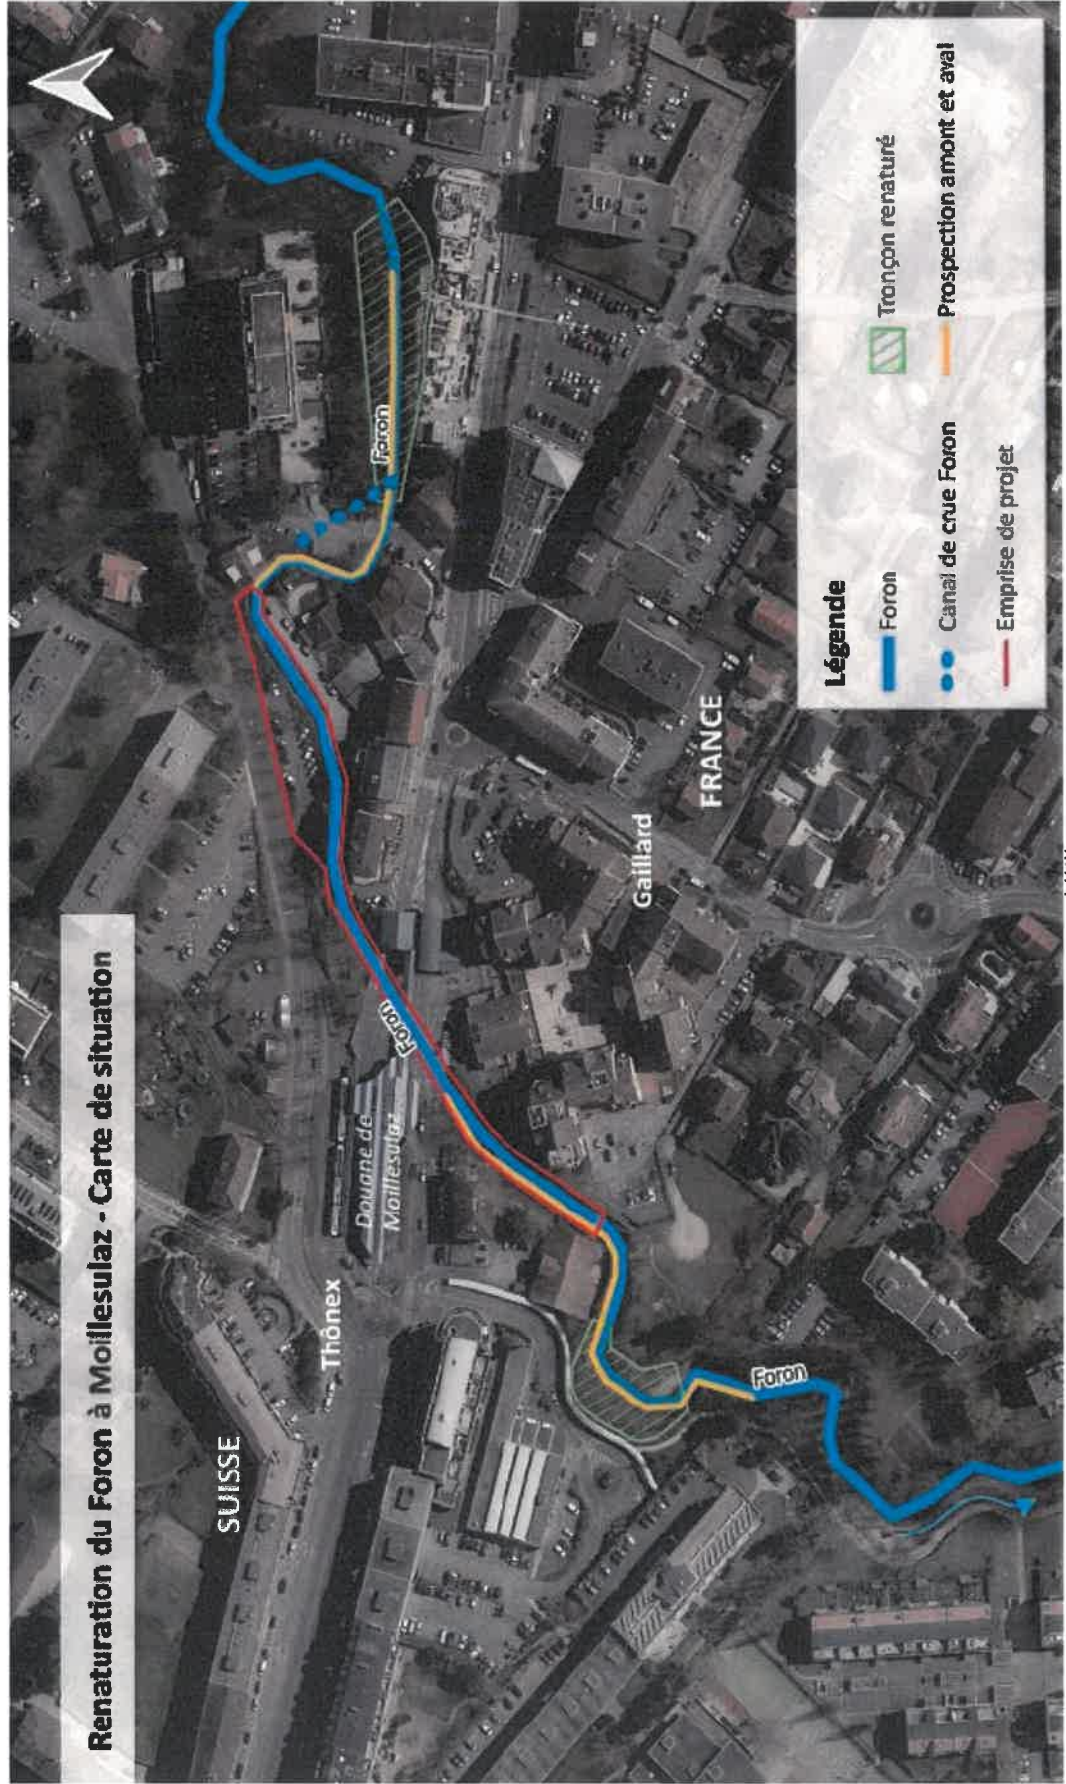 Renaturation du Foron à Moillesulaz - Carte de situation
SUISSE
Thônex
Douane de
Moillesulaz
Foron
Foron
Foron
Gaillard
FRANCE
Légende
Foron
Canal de crue Foron
Emprise de projet
Tronçon renaturé
Prospection amont et aval